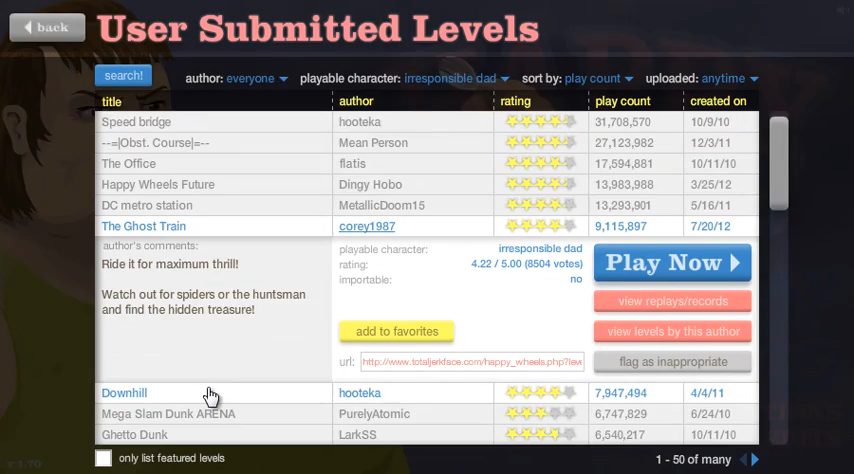 back
User Submitted Levels
search!
author: everyone playable character: irresponsible dad sort by: play count uploaded: anytime
title author rating play count created on
Speed bridge hooteka 31,708,570 10/9/10
--=|Obst. Course|=-- Mean Person 27,123,982 12/3/11
The Office flatis 17,594,881 10/11/10
Happy Wheels Future Dingy Hobo 13,983,988 3/25/12
DC metro station MetallicDoom15 13,293,901 5/16/11
The Ghost Train corey1987 9,115,897 7/20/12
author's comments:
Ride it for maximum thrill!
Watch out for spiders or the huntsman
and find the hidden treasure!
playable character: irresponsible dad
rating: 4.22 / 5.00 (8504 votes)
importable: no
add to favorites
url: http://www.totaljerkface.com/happy_wheels.php?leve
Play Now
view replays/records
view levels by this author
flag as inappropriate
Downhill hooteka 7,947,494 4/4/11
Mega Slam Dunk ARENA PurelyAtomic 6,747,829 6/24/10
Ghetto Dunk LarkSS 6,540,217 10/11/10
only list featured levels
1 - 50 of many
v 1.70